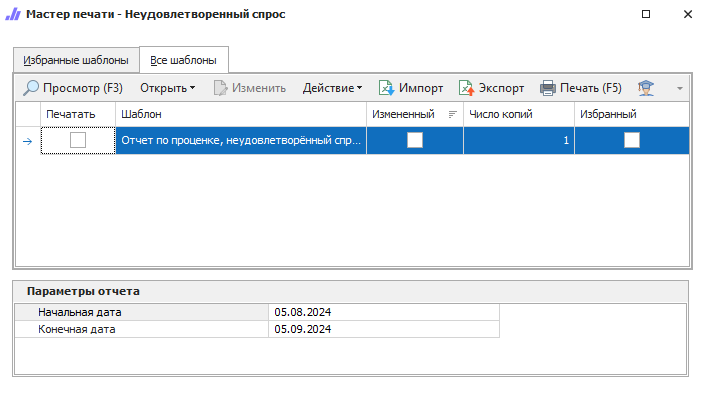 Мастер печати - Неудовлетворенный спрос
Избранные шаблоны Все шаблоны
Просмотр (F3) Открыть Изменить Действие Импорт Экспорт Печать (F5)
Печатать Шаблон Измененный Число копий Избранный
Отчет по проценке, неудовлетворённый спр... 1
Параметры отчета
Начальная дата 05.08.2024
Конечная дата 05.09.2024